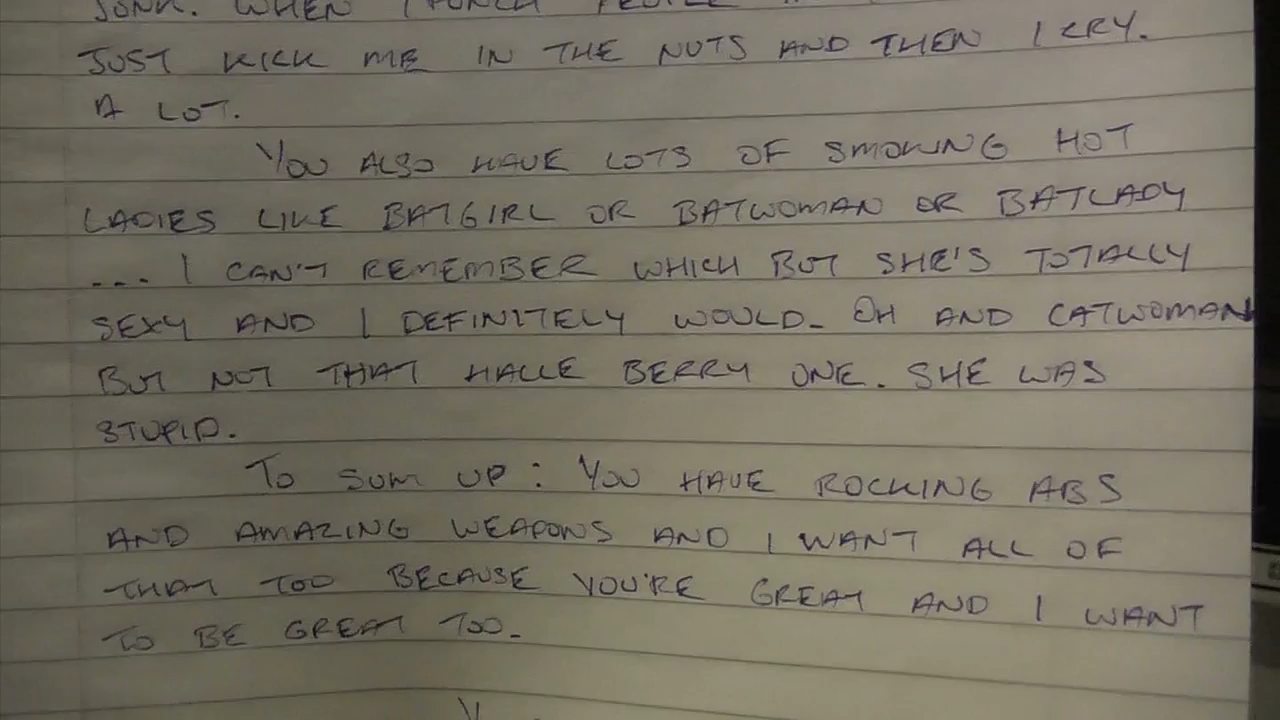 WHEN I PUNCH PEOPLE
JUST KICK ME IN THE NUTS AND THEN I CRY.
A LOT.
YOU ALSO HAVE LOTS OF SMOKING HOT
LADIES LIKE BATGIRL OR BATWOMAN OR BATLADY
... I CAN'T REMEMBER WHICH BUT SHE'S TOTALLY
SEXY AND I DEFINITELY WOULD. OH AND CATWOMAN
BUT NOT THAT HALLE BERRY ONE. SHE WAS
STUPID.
TO SUM UP: YOU HAVE ROCKING ABS
AND AMAZING WEAPONS AND I WANT ALL OF
THAT TOO BECAUSE YOU'RE GREAT AND I WANT
TO BE GREAT TOO.